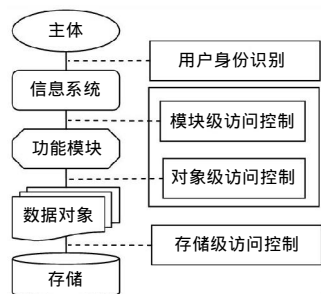 主体
用户身份识别
信息系统
模块级访问控制
功能模块
对象级访问控制
数据对象
存储级访问控制
存储